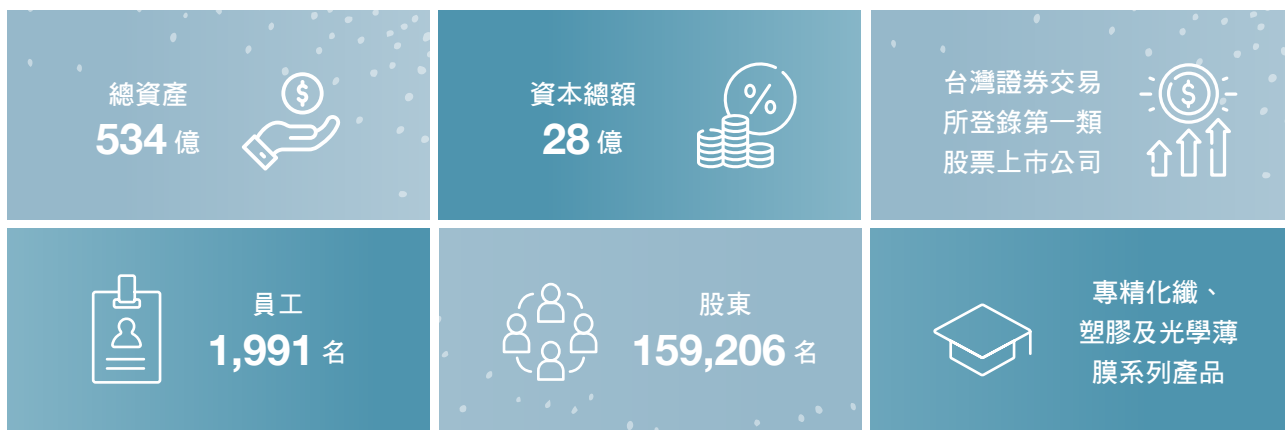 總資產
534 億
資本總額
28 億
台灣證券交易
所登錄第一類
股票上市公司
員工
1,991 名
股東
159,206 名
專精化纖、
塑膠及光學薄
膜系列產品